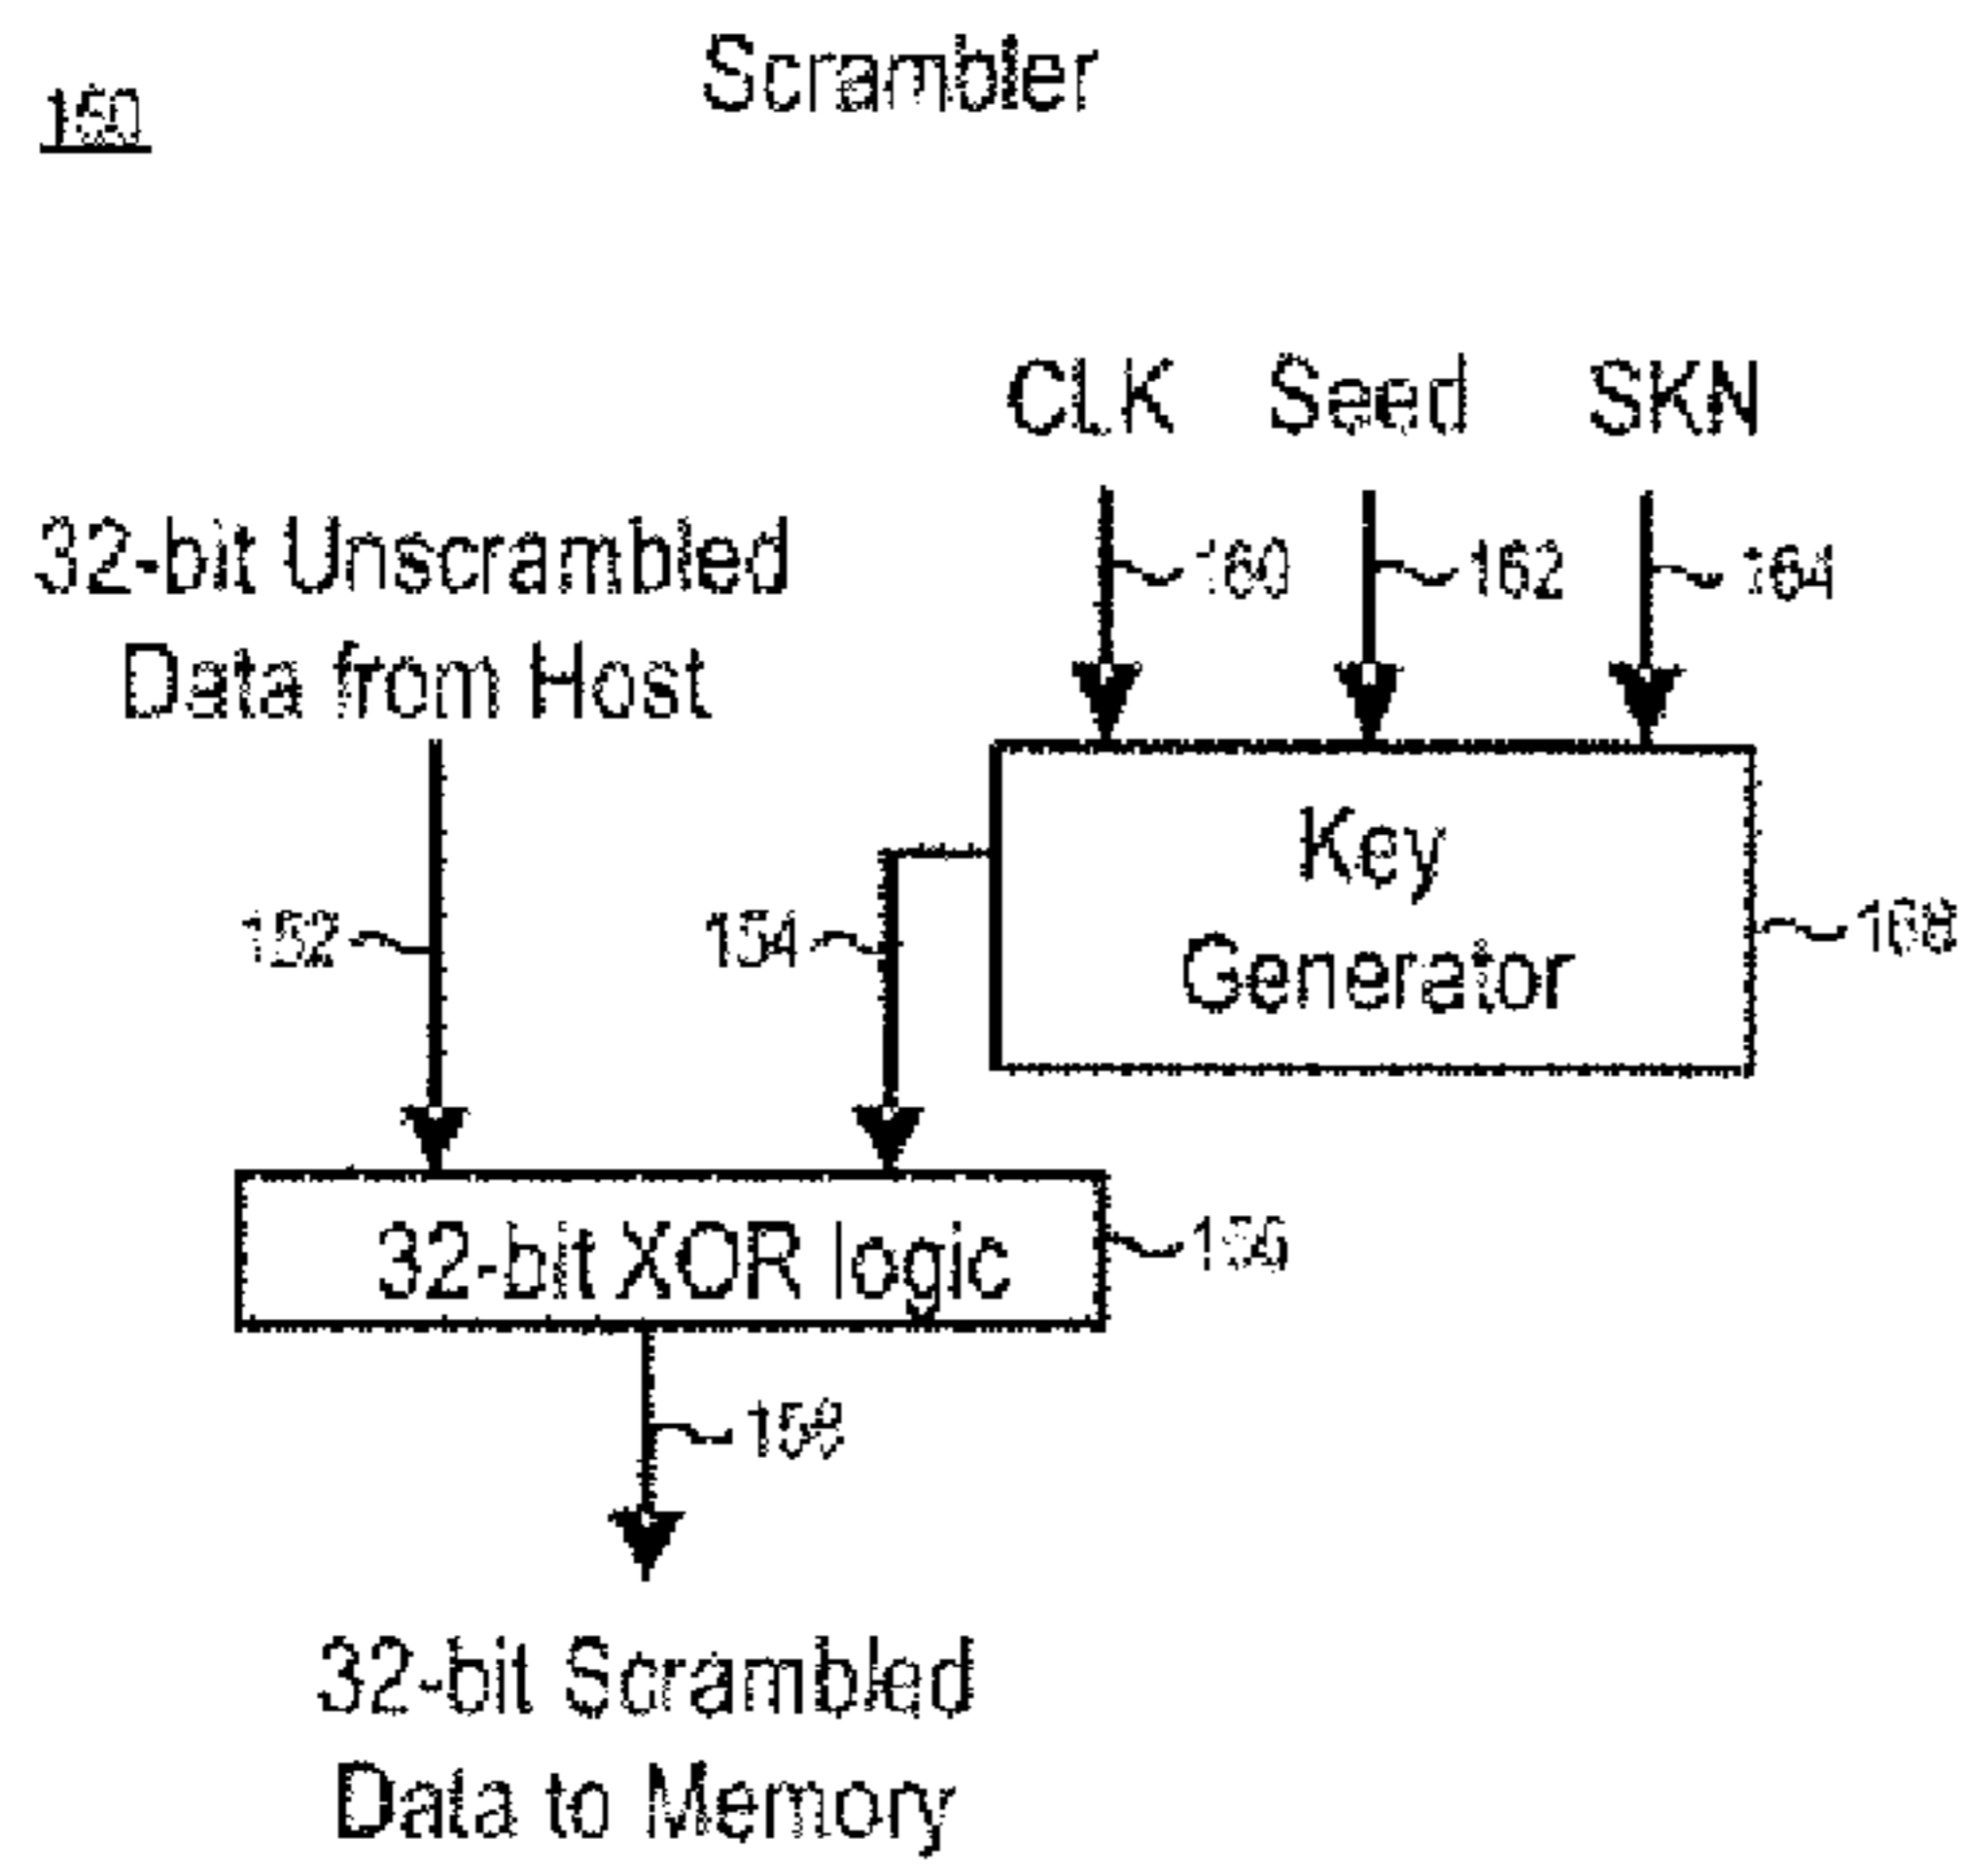 Scrambler
150
CLK Seed SKN
160 162 164
32-bit Unscrambled
Data from Host
Key
Generator
152
154
32-bit XOR logic
156
158
32-bit Scrambled
Data to Memory